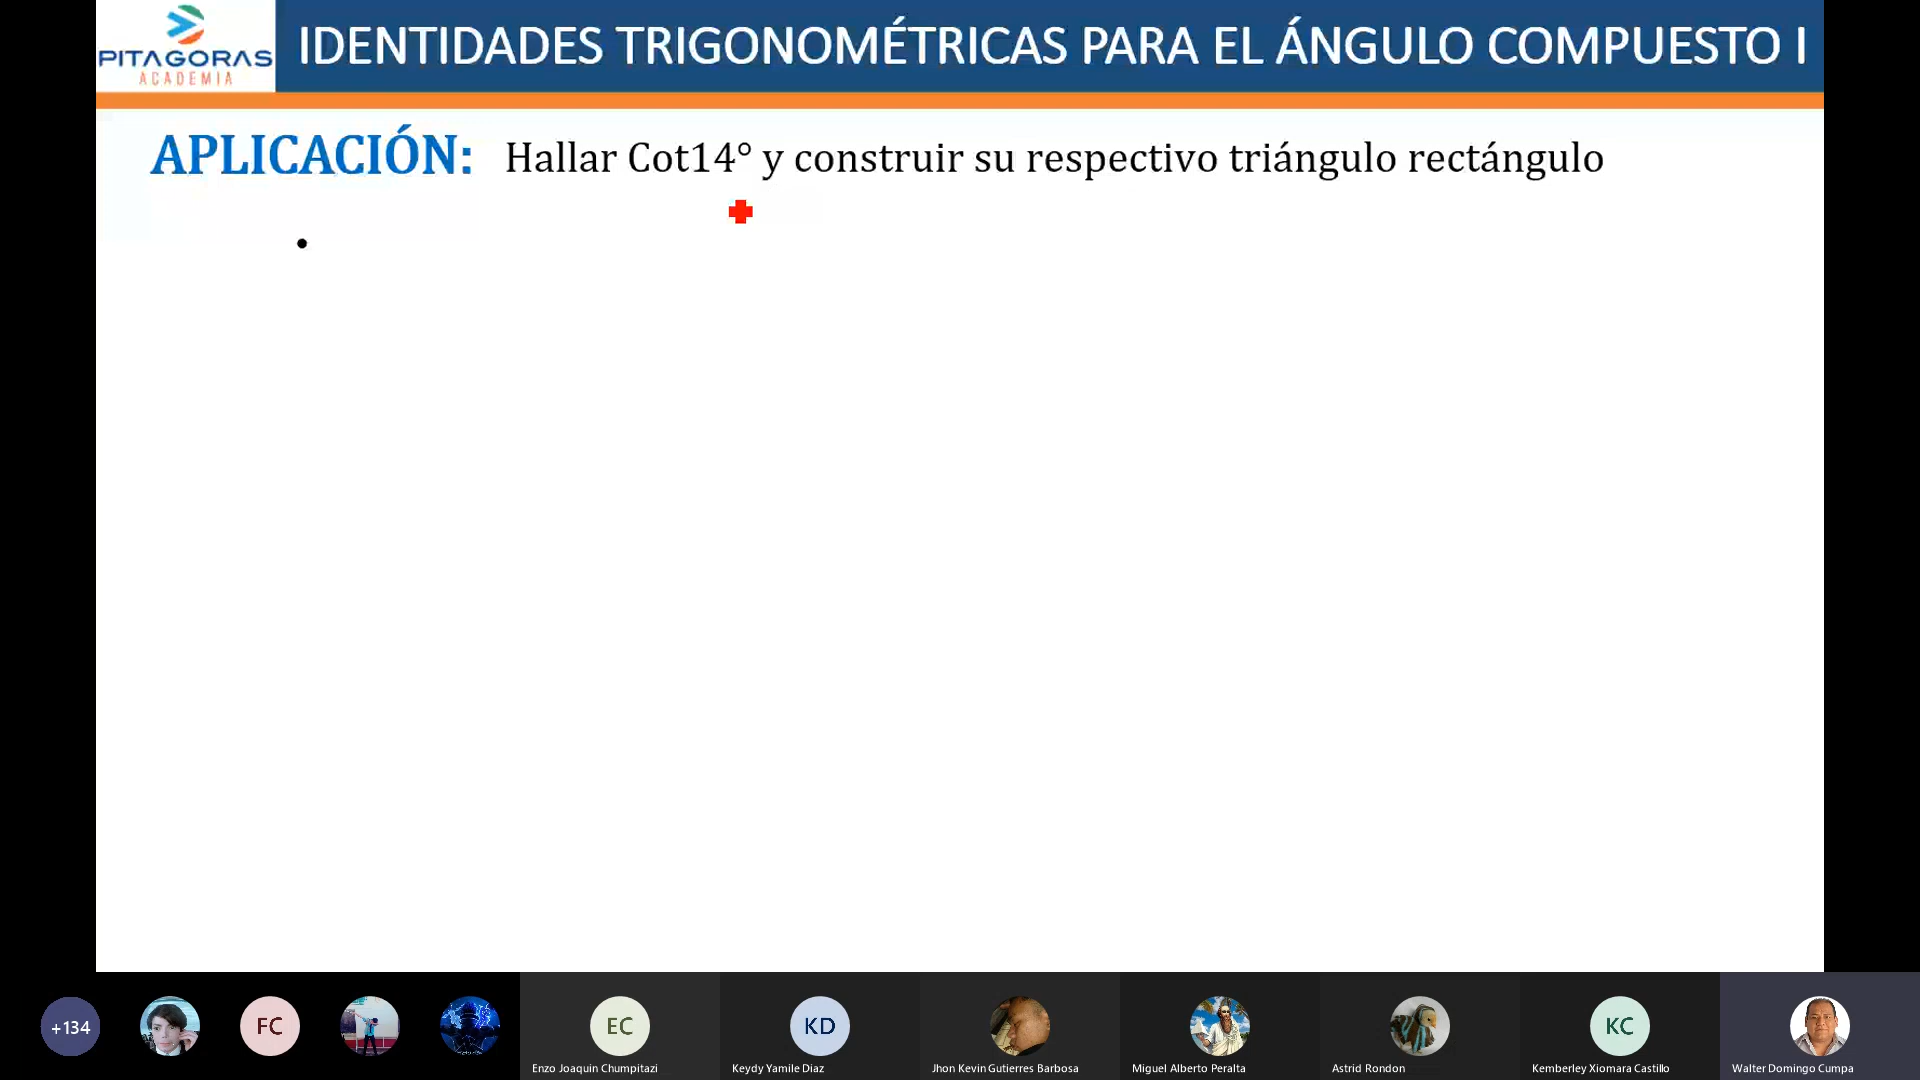 PITAGORAS
ACADEMIA
IDENTIDADES TRIGONOMÉTRICAS PARA EL ÁNGULO COMPUESTO I
APLICACIÓN: Hallar Cot14° y construir su respectivo triángulo rectángulo
+134
FC
EC
KD
KC
Enzo Joaquin Chumpitazi
Keydy Yamile Diaz
Jhon Kevin Gutierres Barbosa
Miguel Alberto Peralta
Astrid Rondon
Kemberley Xiomara Castillo
Walter Domingo Cumpa